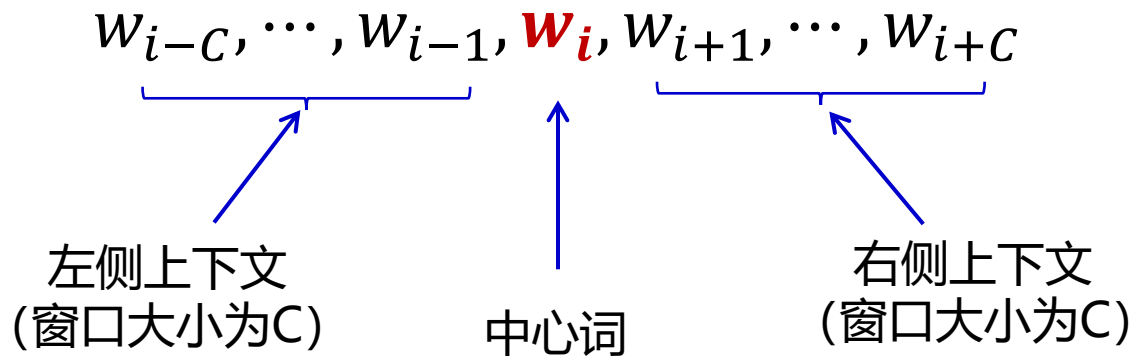 w_{i−C}, ⋯ , w_{i−1}, w_i, w_{i+1}, ⋯ , w_{i+C}
左侧上下文
(窗口大小为C)
中心词
右侧上下文
(窗口大小为C)